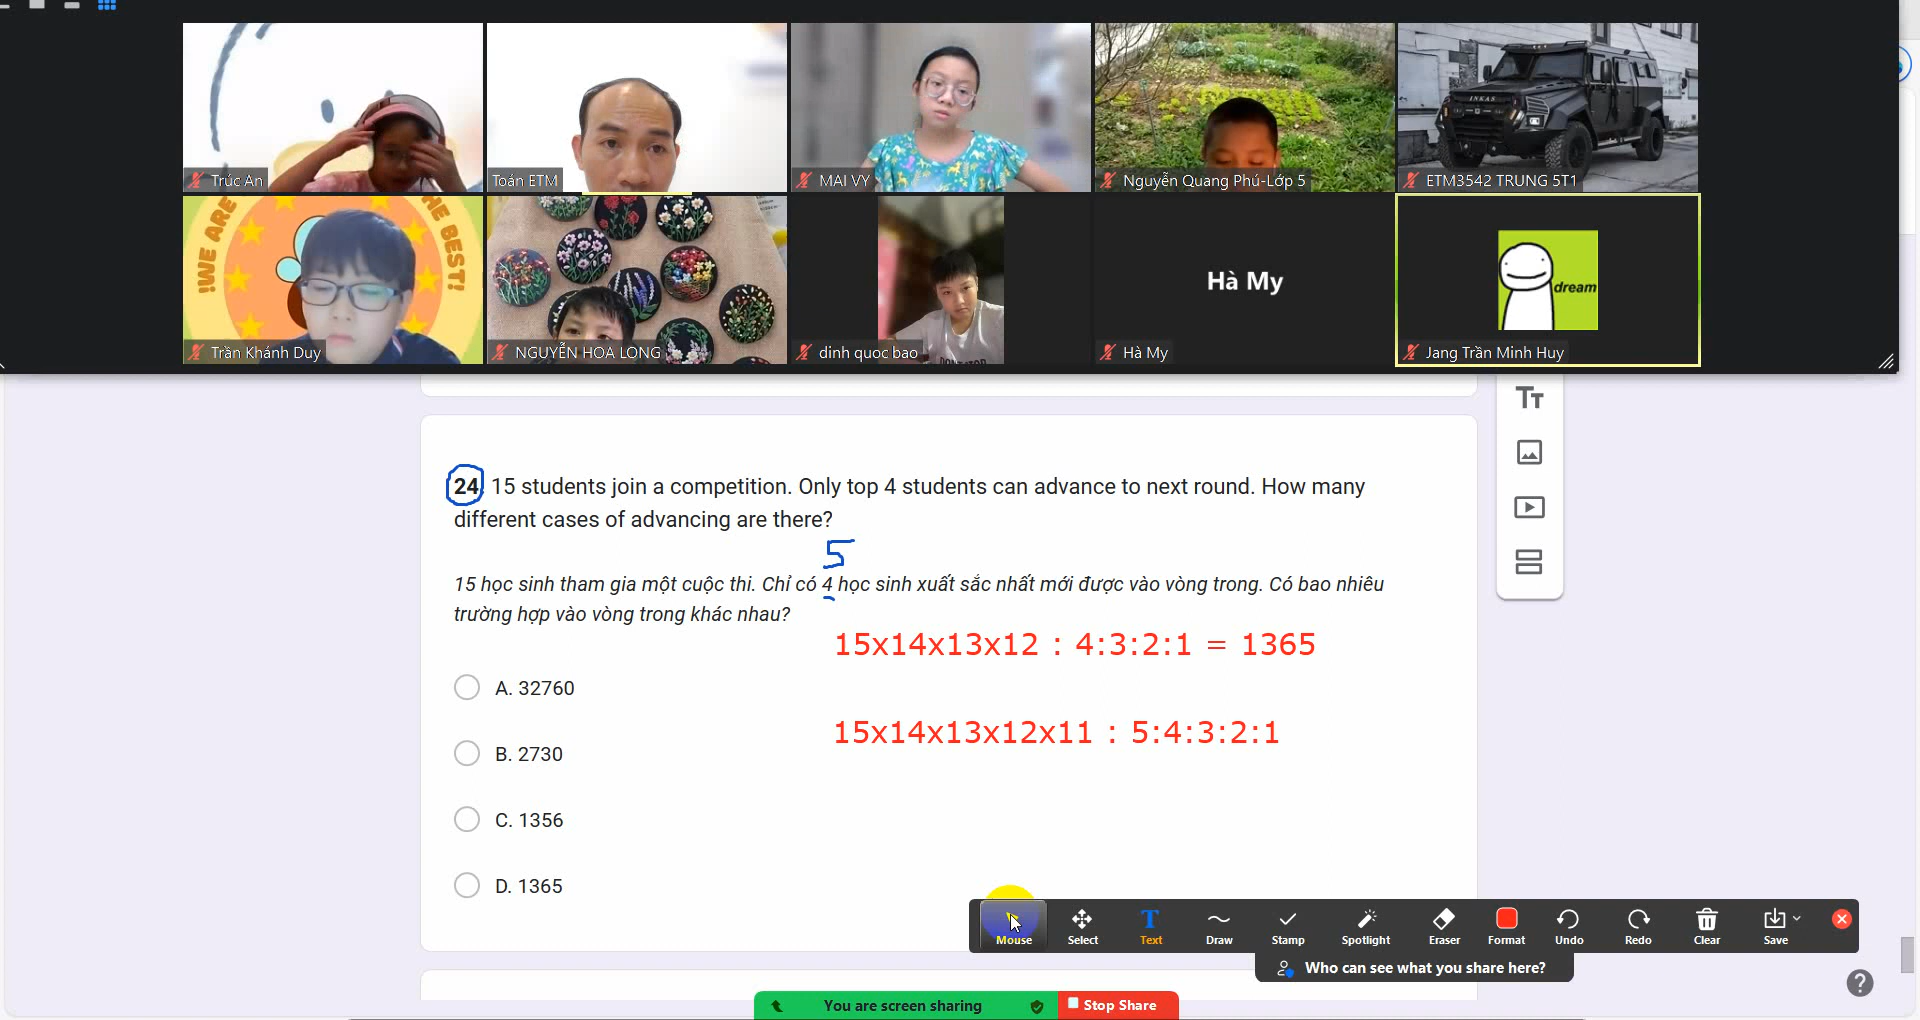 Trúc An
Toán ETM
MAI VY
Nguyễn Quang Phú-Lớp 5
INKAS
ETM3542 TRUNG 5T1
!WE ARE
HE BEST!
Trần Khánh Duy
NGUYỄN HOA LONG
dinh quoc bao
Hà My
Hà My
dream
Jang Trần Minh Huy
24. 15 students join a competition. Only top 4 students can advance to next round. How many
different cases of advancing are there?
5
15 học sinh tham gia một cuộc thi. Chỉ có 4 học sinh xuất sắc nhất mới được vào vòng trong. Có bao nhiêu
trường hợp vào vòng trong khác nhau?
15x14x13x12 : 4:3:2:1 = 1365
A. 32760
15x14x13x12x11 : 5:4:3:2:1
B. 2730
C. 1356
D. 1365
Mouse
Select
Text
Draw
Stamp
Spotlight
Eraser
Format
Undo
Redo
Clear
Save
Who can see what you share here?
You are screen sharing
Stop Share